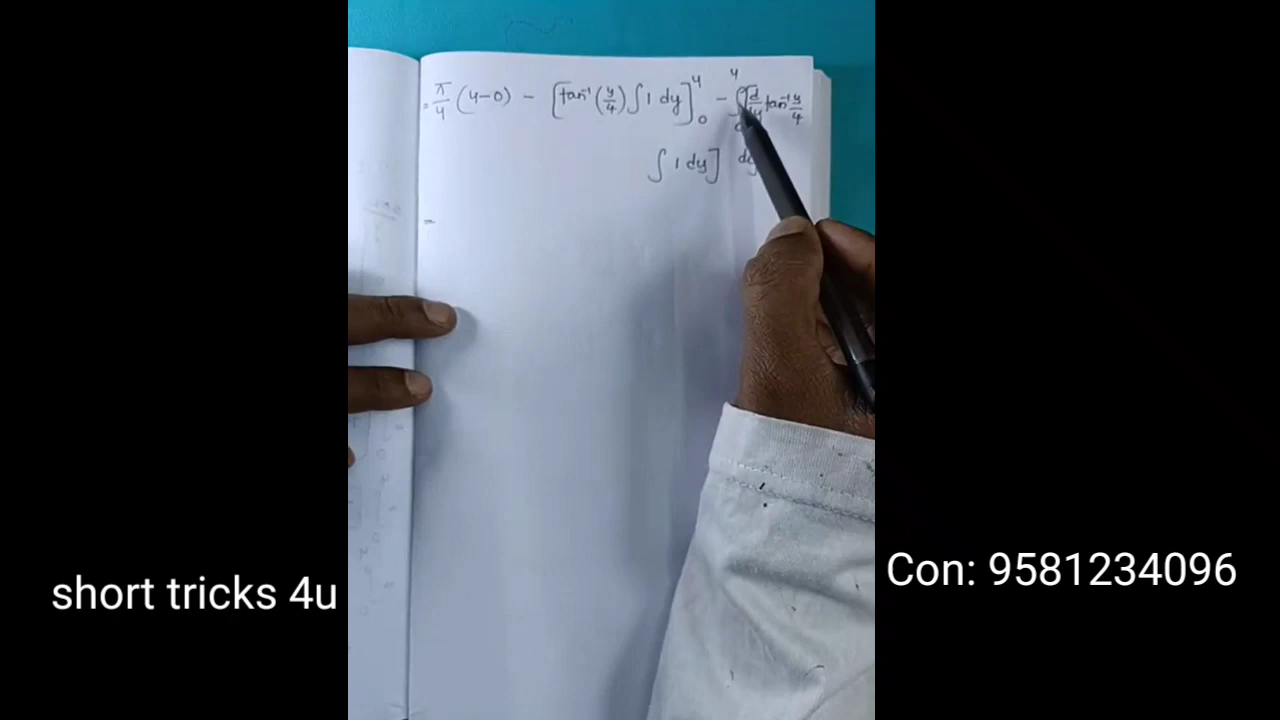 = π/4 (4-0) - [tan⁻¹(y/4) ∫1 dy]₀⁴ - ∫₀⁴ [d/dy tan⁻¹ y/4
∫ 1 dy] dy
=
short tricks 4u
Con: 9581234096